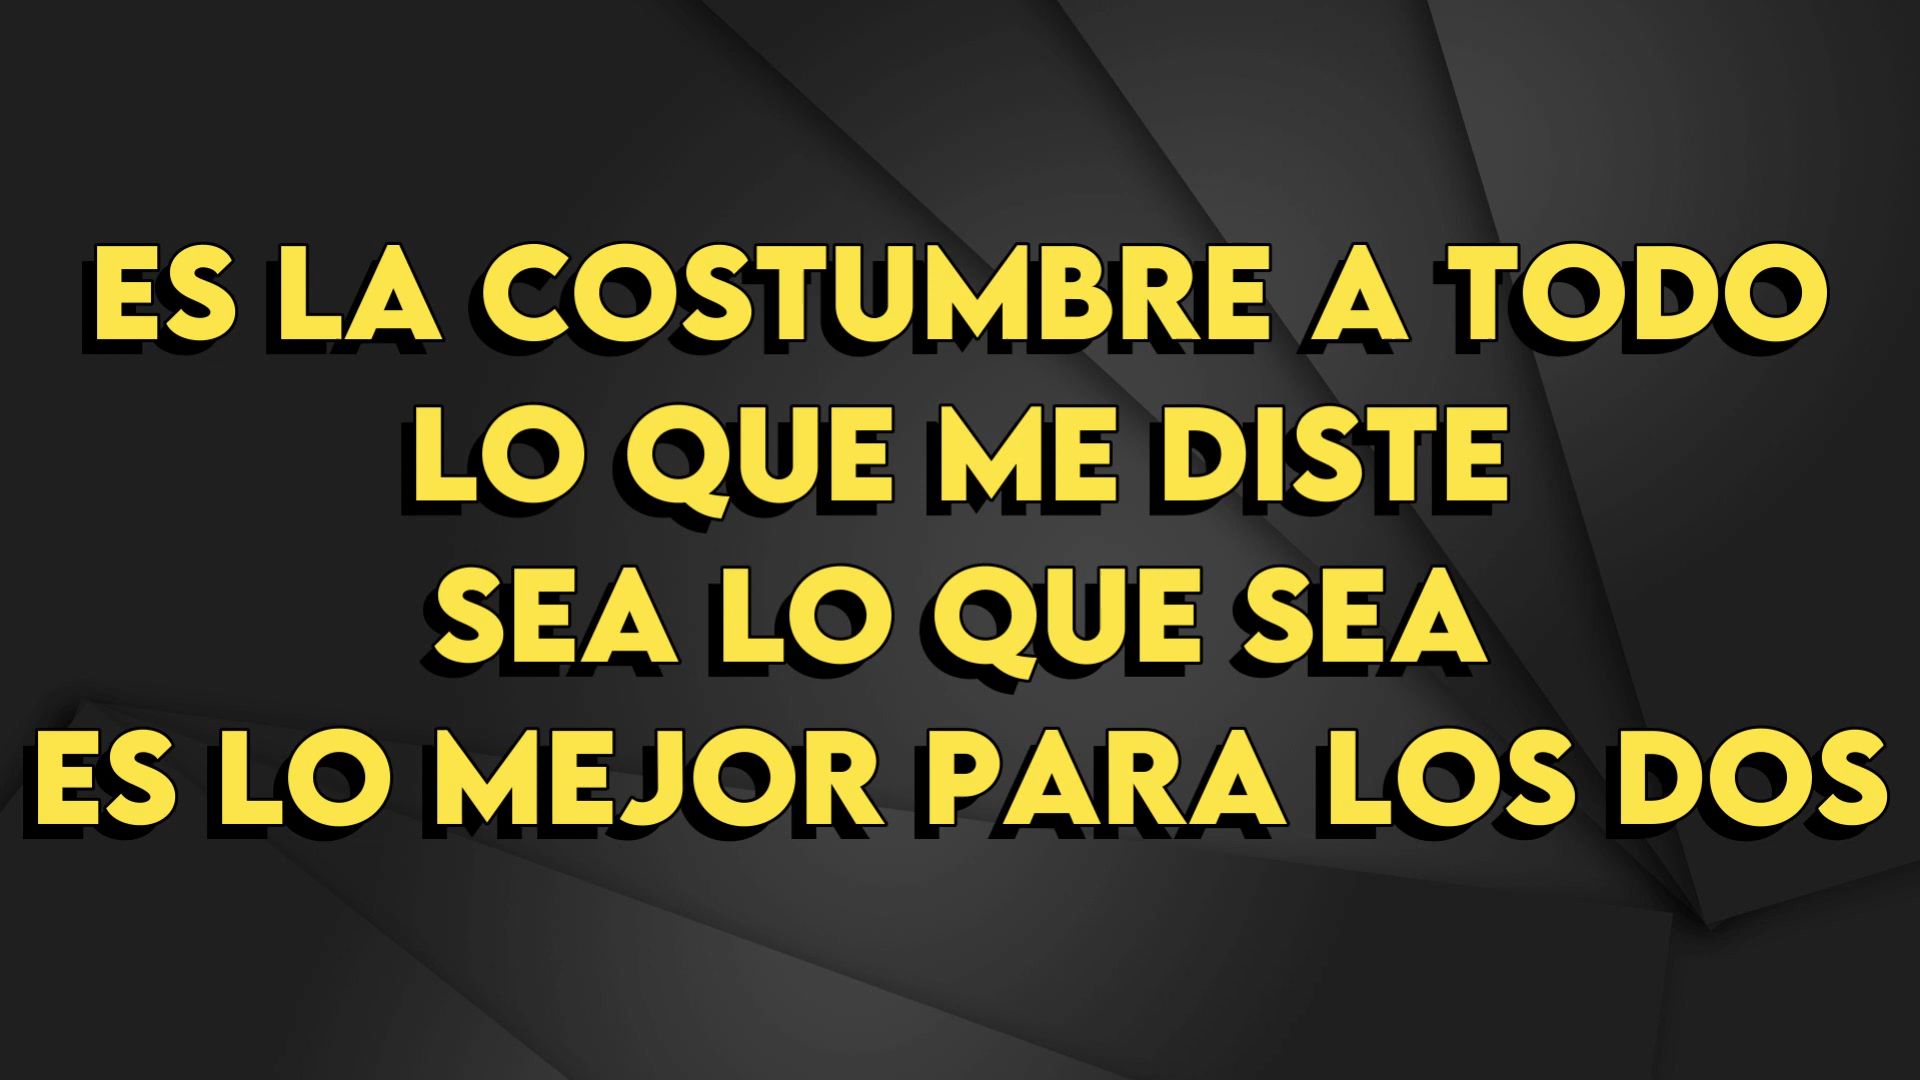 ES LA COSTUMBRE A TODO
LO QUE ME DISTE
SEA LO QUE SEA
ES LO MEJOR PARA LOS DOS